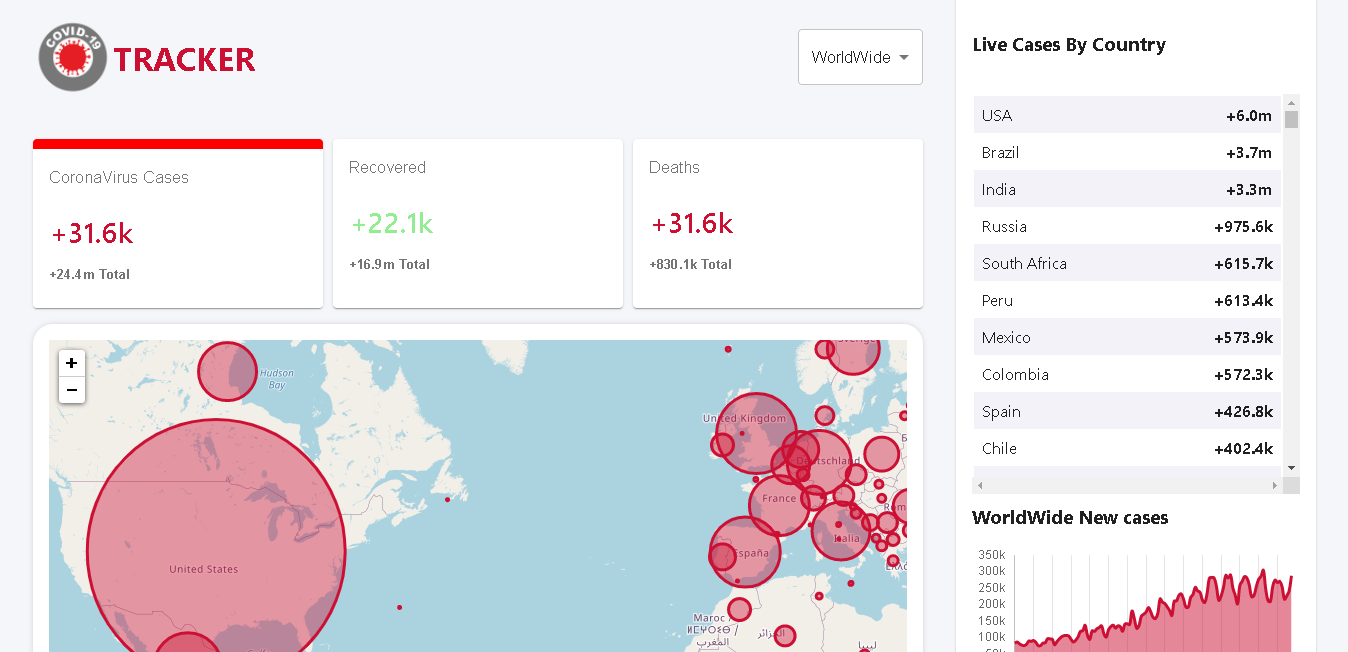 COVID-19
TRACKER
WorldWide
CoronaVirus Cases
+31.6k
+24.4m Total
Recovered
+22.1k
+16.9m Total
Deaths
+31.6k
+830.1k Total
+
−
Hudson
Bay
United States
United Kingdom
Deutschland
France
Italia
España
Maroc /
ⵍⵎⵖⵔⵉⴱ /
المغرب
الجزائر
ليبيا
Sverige
Live Cases By Country
USA +6.0m
Brazil +3.7m
India +3.3m
Russia +975.6k
South Africa +615.7k
Peru +613.4k
Mexico +573.9k
Colombia +572.3k
Spain +426.8k
Chile +402.4k
WorldWide New cases
350k
300k
250k
200k
150k
100k
50k